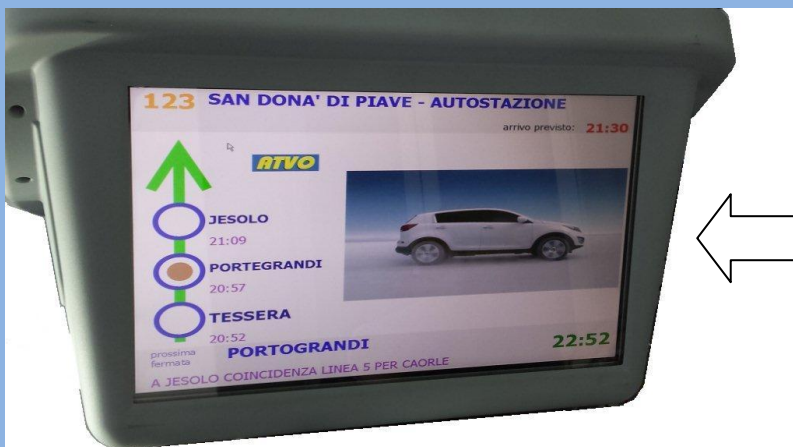 123 SAN DONA' DI PIAVE - AUTOSTAZIONE
arrivo previsto: 21:30
ATVO
JESOLO
21:09
PORTEGRANDI
20:57
TESSERA
20:52
prossima
fermata
PORTOGRANDI
22:52
A JESOLO COINCIDENZA LINEA 5 PER CAORLE